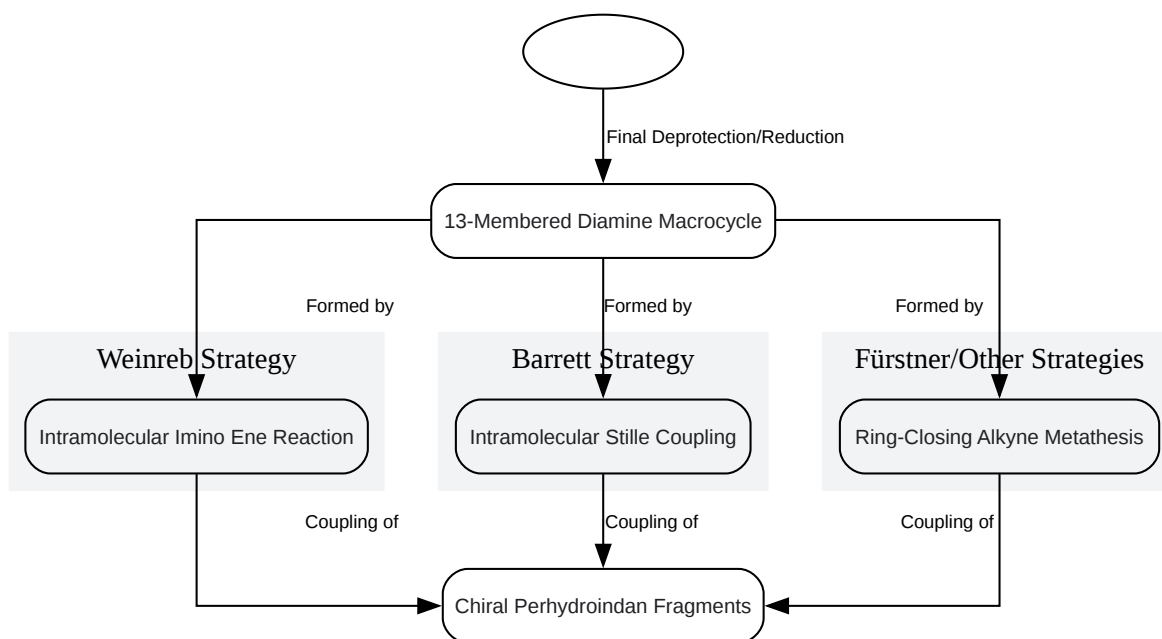 Final Deprotection/Reduction
13-Membered Diamine Macrocycle
Formed by
Formed by
Formed by
Weinreb Strategy
Barrett Strategy
Fürstner/Other Strategies
Intramolecular Imino Ene Reaction
Intramolecular Stille Coupling
Ring-Closing Alkyne Metathesis
Coupling of
Coupling of
Coupling of
Chiral Perhydroindan Fragments